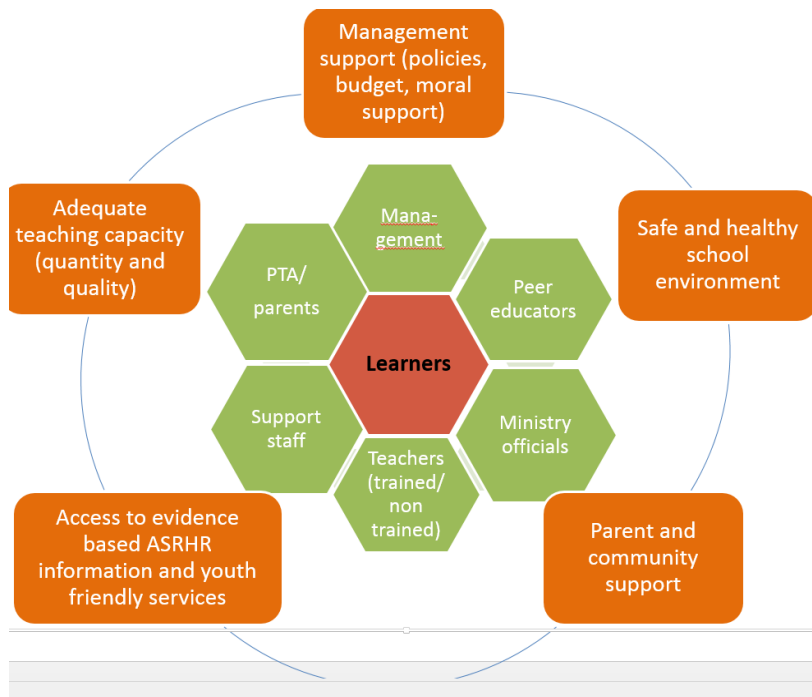 Management
support (policies,
budget, moral
support)
Adequate
teaching capacity
(quantity and
quality)
Safe and healthy
school
environment
Mana-
gement
PTA/
parents
Peer
educators
Learners
Support
staff
Ministry
officials
Teachers
(trained/
non
trained)
Access to evidence
based ASRHR
information and youth
friendly services
Parent and
community
support